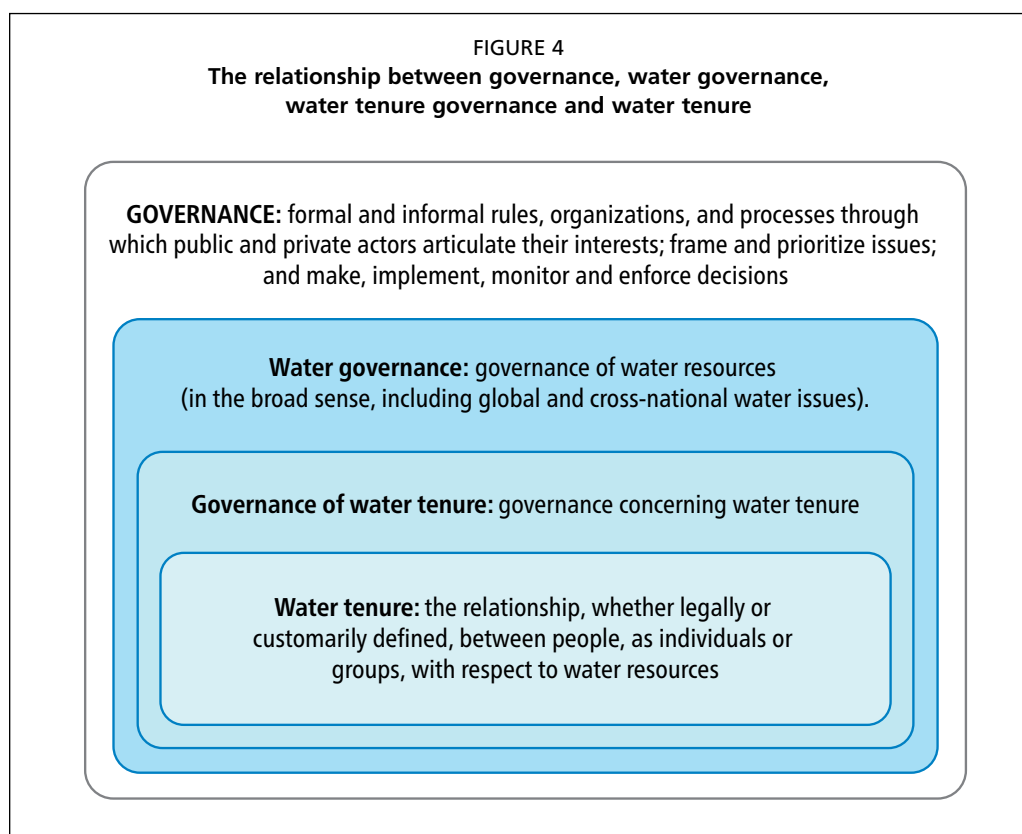 FIGURE 4
The relationship between governance, water governance,
water tenure governance and water tenure
GOVERNANCE: formal and informal rules, organizations, and processes through
which public and private actors articulate their interests; frame and prioritize issues;
and make, implement, monitor and enforce decisions
Water governance: governance of water resources
(in the broad sense, including global and cross-national water issues).
Governance of water tenure: governance concerning water tenure
Water tenure: the relationship, whether legally or
customarily defined, between people, as individuals or
groups, with respect to water resources